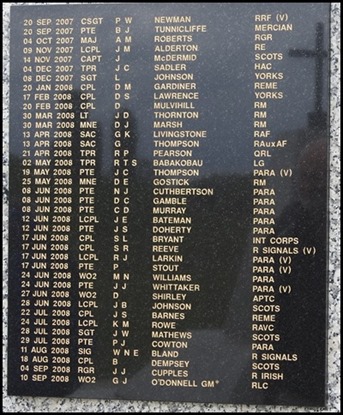 20 SEP 2007 CSGT P W NEWMAN RRF (V)
20 SEP 2007 PTE B J TUNNICLIFFE MERCIAN
04 OCT 2007 MAJ A M ROBERTS RGR
09 NOV 2007 LCPL J M ALDERTON RE
14 NOV 2007 CAPT J McDERMID SCOTS
04 DEC 2007 TPR J C SADLER HAC
08 DEC 2007 SGT L JOHNSON YORKS
20 JAN 2008 CPL D M GARDINER REME
17 FEB 2008 CPL D S LAWRENCE YORKS
20 FEB 2008 CPL D MULVIHILL RM
30 MAR 2008 LT J D THORNTON RM
30 MAR 2008 MNE D J MARSH RM
13 APR 2008 SAC G K LIVINGSTONE RAF
13 APR 2008 SAC G THOMPSON RAuxAF
21 APR 2008 TPR R P PEARSON QRL
02 MAY 2008 TPR R T S BABAKOBAU LG
19 MAY 2008 PTE J C THOMPSON PARA (V)
25 MAY 2008 MNE D E GOSTICK RM
08 JUN 2008 PTE N J CUTHBERTSON PARA
08 JUN 2008 PTE D C GAMBLE PARA
08 JUN 2008 PTE C D MURRAY PARA
12 JUN 2008 LCPL J E BATEMAN PARA
12 JUN 2008 PTE J S DOHERTY PARA
17 JUN 2008 CPL S L BRYANT INT CORPS
17 JUN 2008 CPL S R REEVE R SIGNALS (V)
17 JUN 2008 LCPL R J LARKIN PARA (V)
17 JUN 2008 PTE P STOUT PARA (V)
24 JUN 2008 WO2 M N WILLIAMS PARA
24 JUN 2008 PTE J J WHITTAKER PARA (V)
27 JUN 2008 WO2 D SHIRLEY APTC
28 JUN 2008 LCPL J B JOHNSON SCOTS
22 JUL 2008 CPL J S BARNES REME
24 JUL 2008 LCPL K M ROWE RAVC
28 JUL 2008 SGT J W MATHEWS SCOTS
29 JUL 2008 PTE P J COWTON PARA
11 AUG 2008 SIG W N E BLAND R SIGNALS
18 AUG 2008 CPL B DEMPSEY SCOTS
04 SEP 2008 RGR J J CUPPLES R IRISH
10 SEP 2008 WO2 G J O'DONNELL GM* RLC